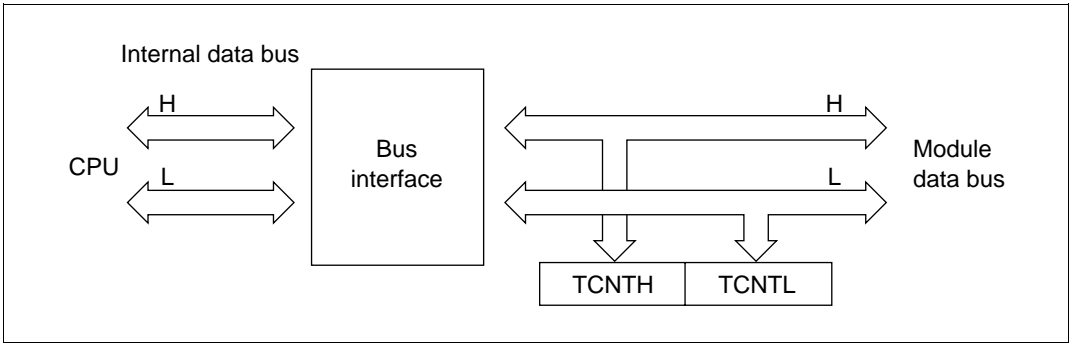 Internal data bus
H
H
CPU
Bus
interface
Module
data bus
L
L
TCNTH
TCNTL